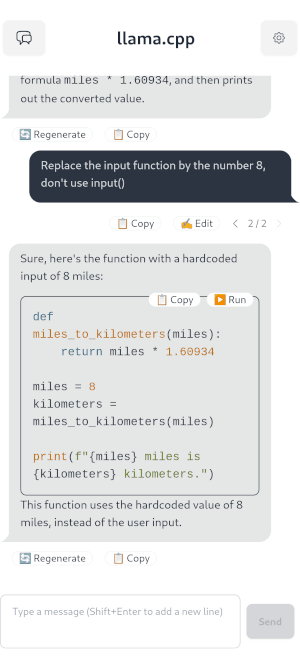 llama.cpp
formula miles * 1.60934, and then prints
out the converted value.
Regenerate Copy
Replace the input function by the number 8,
don't use input()
Copy Edit < 2 / 2 >
Sure, here's the function with a hardcoded
input of 8 miles:
Copy Run
def
miles_to_kilometers(miles):
    return miles * 1.60934
miles = 8
kilometers =
miles_to_kilometers(miles)
print(f"{miles} miles is
{kilometers} kilometers.")
This function uses the hardcoded value of 8
miles, instead of the user input.
Regenerate Copy
Type a message (Shift+Enter to add a new line)
Send